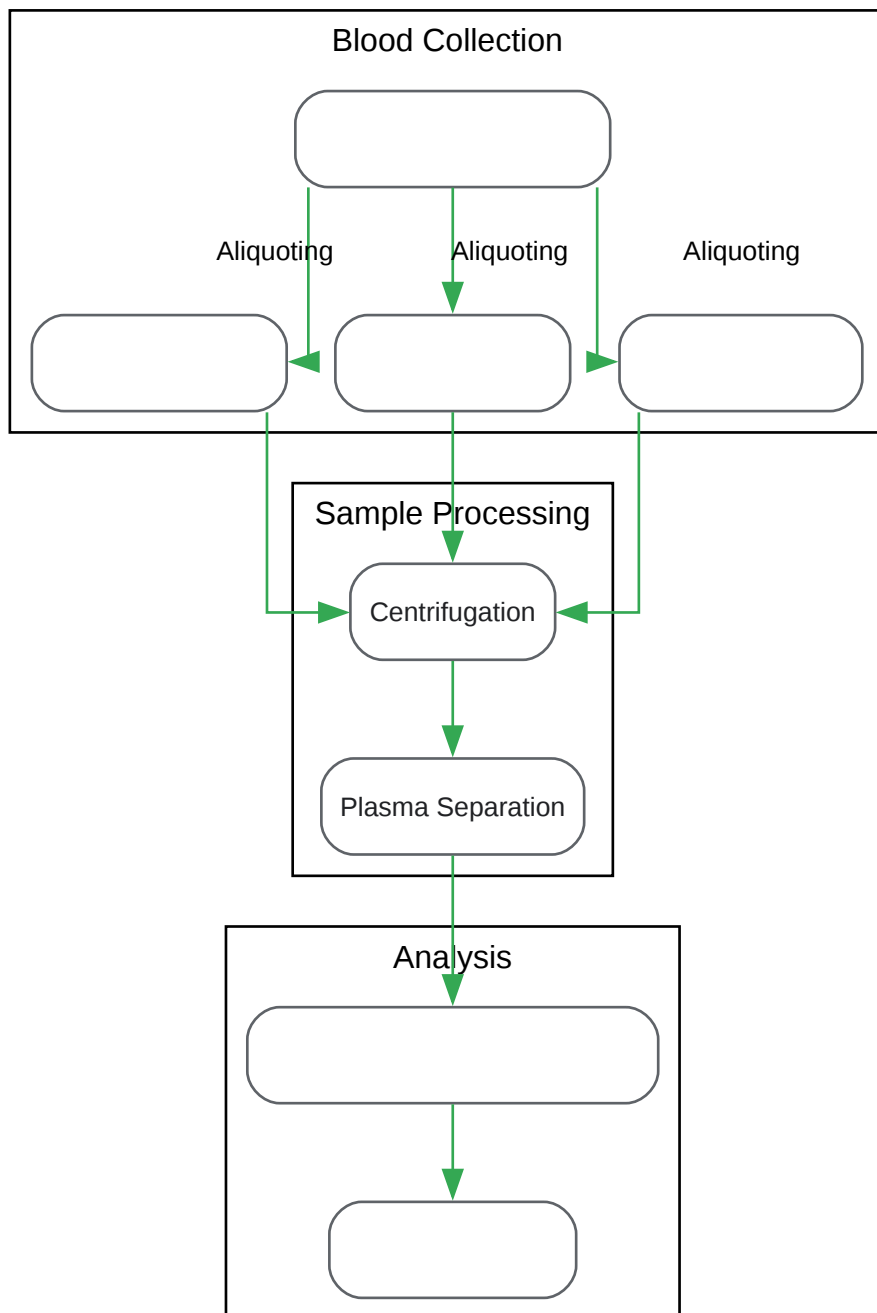 Blood Collection
Aliquoting
Aliquoting
Aliquoting
Sample Processing
Centrifugation
Plasma Separation
Analysis